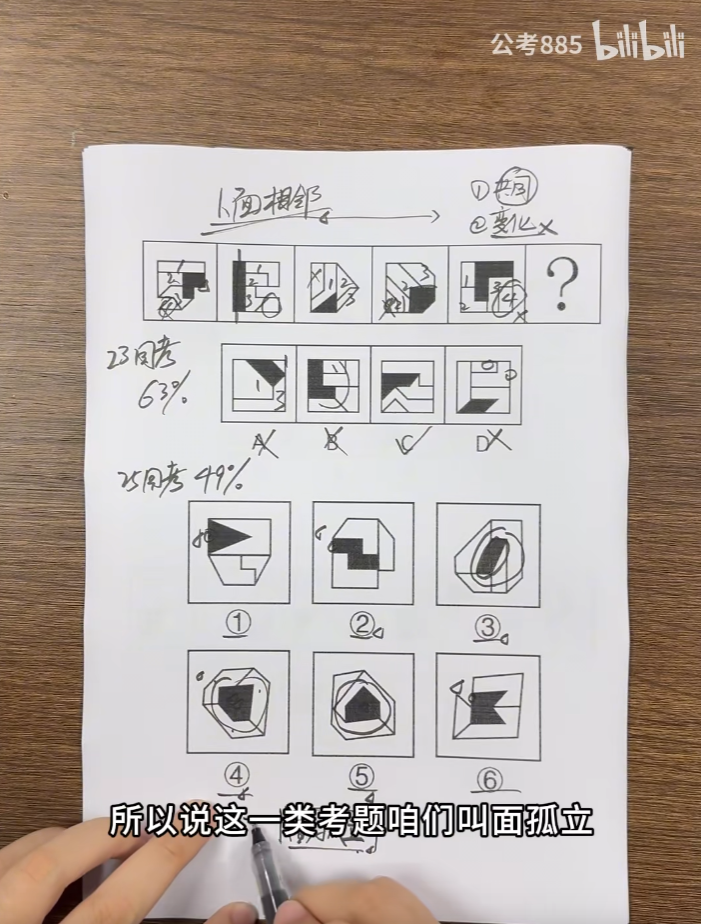 公考885 bilibili
1、面相邻
① 共同
② 变化 ×
?
23国考
63%
A B C D
25国考 49%
① ② ③
④ ⑤ ⑥
所以说这一类考题咱们叫面孤立